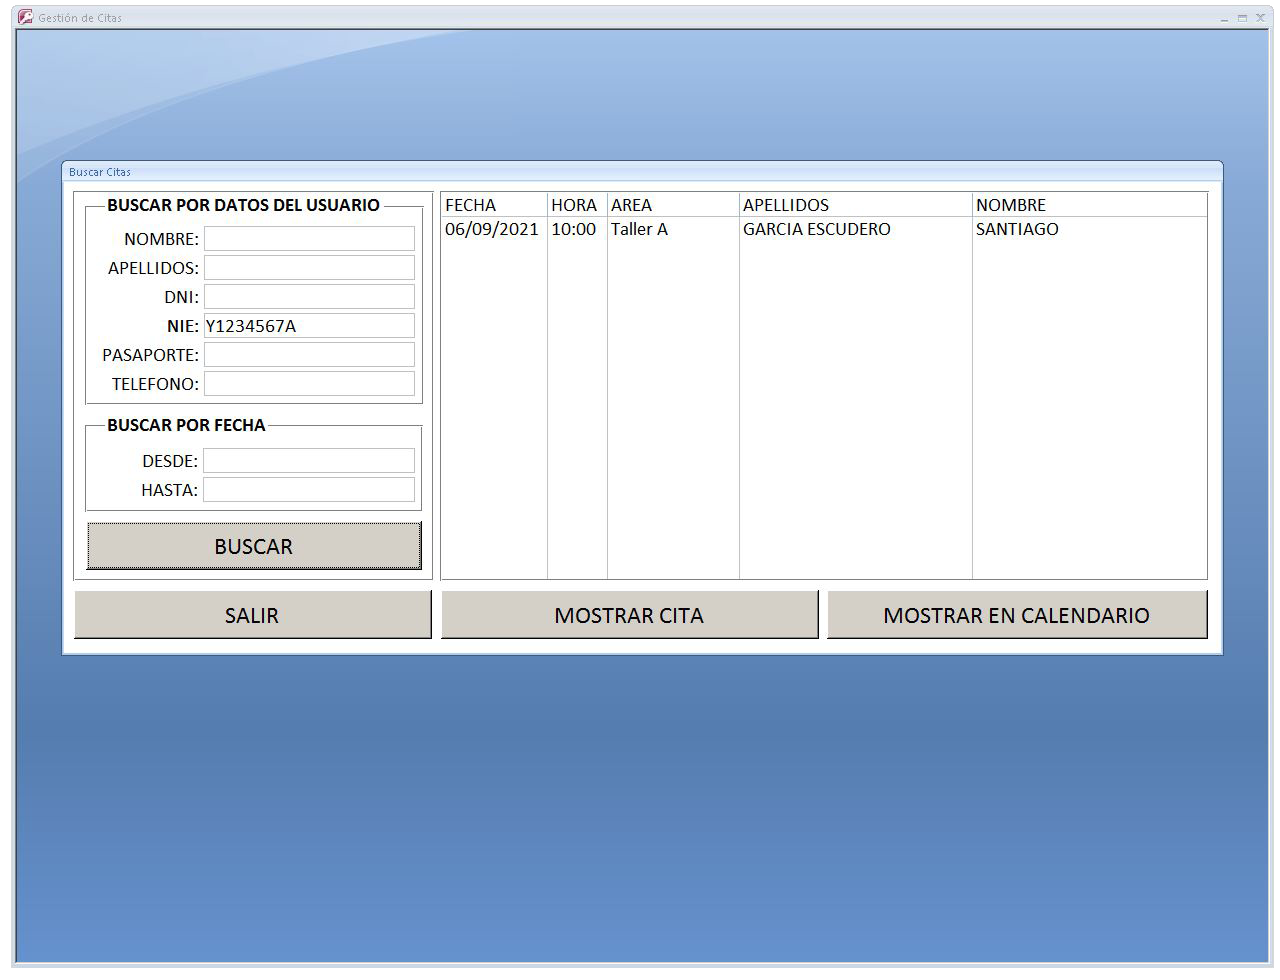 Gestión de Citas
Buscar Citas
BUSCAR POR DATOS DEL USUARIO
NOMBRE:
APELLIDOS:
DNI:
NIE: Y1234567A
PASAPORTE:
TELEFONO:
BUSCAR POR FECHA
DESDE:
HASTA:
BUSCAR
FECHA HORA AREA APELLIDOS NOMBRE
06/09/2021 10:00 Taller A GARCIA ESCUDERO SANTIAGO
SALIR MOSTRAR CITA MOSTRAR EN CALENDARIO